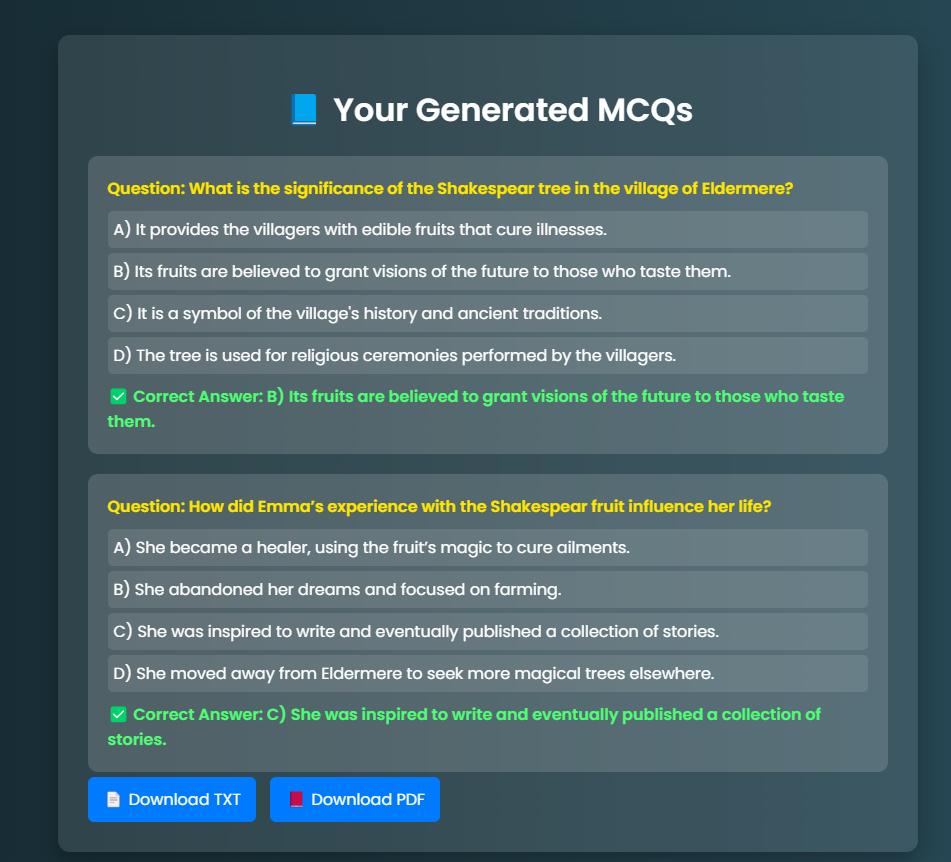 Your Generated MCQs
Question: What is the significance of the Shakespear tree in the village of Eldermere?
A) It provides the villagers with edible fruits that cure illnesses.
B) Its fruits are believed to grant visions of the future to those who taste them.
C) It is a symbol of the village's history and ancient traditions.
D) The tree is used for religious ceremonies performed by the villagers.
Correct Answer: B) Its fruits are believed to grant visions of the future to those who taste
them.
Question: How did Emma’s experience with the Shakespear fruit influence her life?
A) She became a healer, using the fruit’s magic to cure ailments.
B) She abandoned her dreams and focused on farming.
C) She was inspired to write and eventually published a collection of stories.
D) She moved away from Eldermere to seek more magical trees elsewhere.
Correct Answer: C) She was inspired to write and eventually published a collection of
stories.
Download TXT
Download PDF